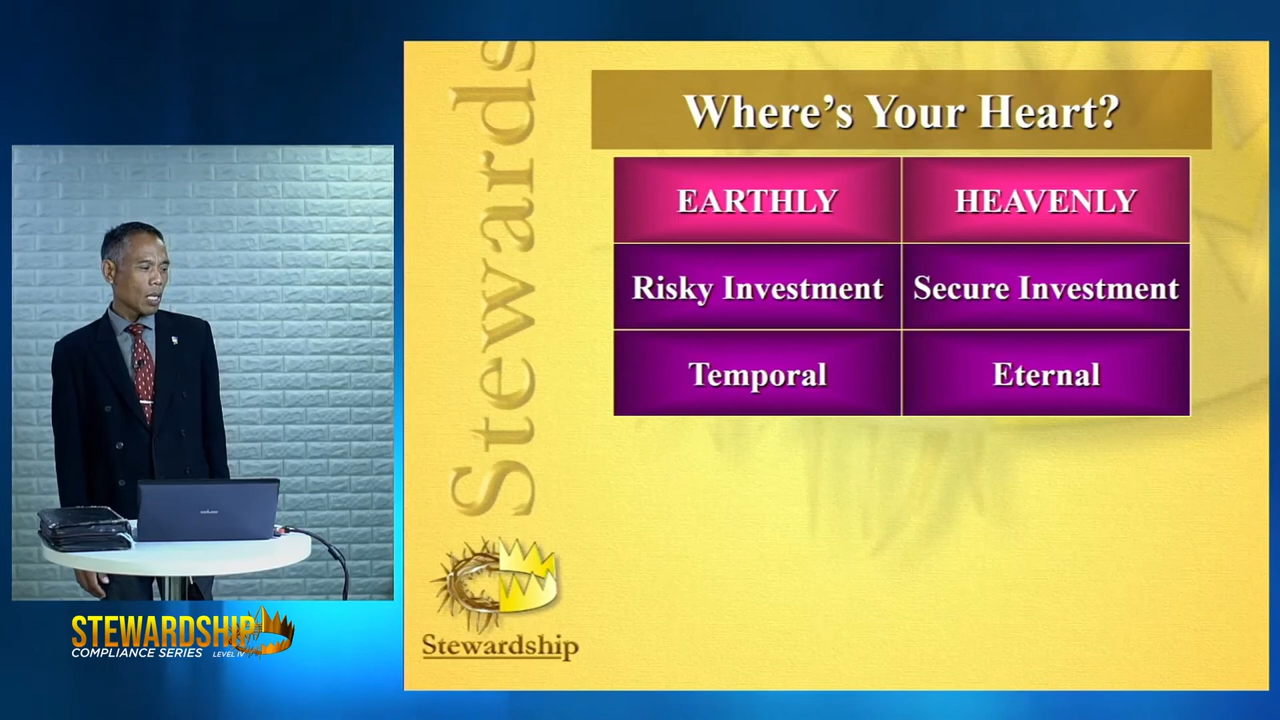 Stewards
Where's Your Heart?
EARTHLY HEAVENLY
Risky Investment Secure Investment
Temporal Eternal
Stewardship
STEWARDSHIP
COMPLIANCE SERIES LEVEL IV